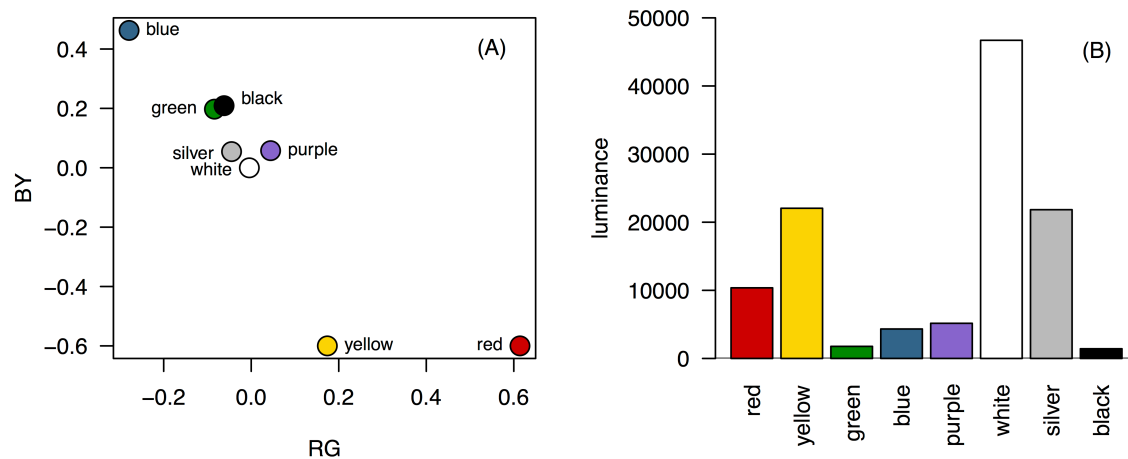 (A)
BY
0.4
0.2
0.0
−0.2
−0.4
−0.6
blue
green
black
silver
purple
white
yellow
red
−0.2 0.0 0.2 0.4 0.6
RG
(B)
luminance
50000
40000
30000
20000
10000
0
red
yellow
green
blue
purple
white
silver
black